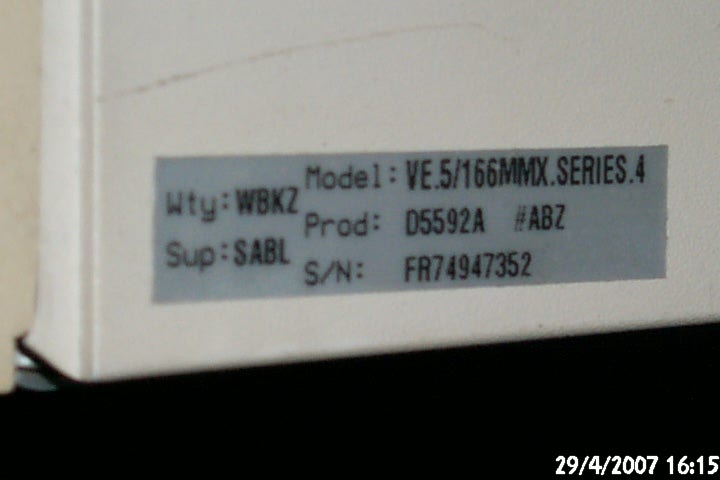 Wty:WBKZ
Sup:SABL
Model: VE.5/166MMX.SERIES.4
Prod: D5592A #ABZ
S/N: FR74947352
29/4/2007 16:15